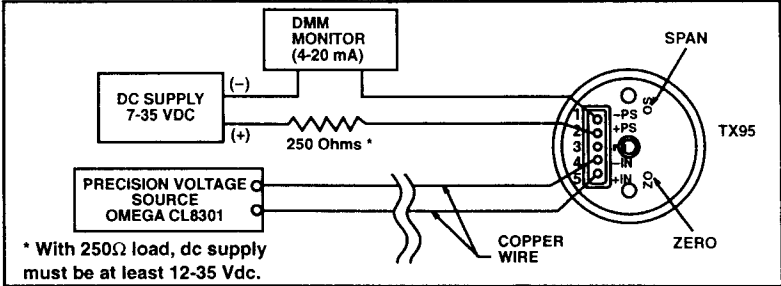 DMM
MONITOR
(4-20 mA)
SPAN
(−)
DC SUPPLY
7-35 VDC
(+)
250 Ohms *
1
2
3
4
5
−PS
+PS
−IN
+IN
SO
OZ
TX95
PRECISION VOLTAGE
SOURCE
OMEGA CL8301
COPPER
WIRE
ZERO
* With 250Ω load, dc supply
must be at least 12-35 Vdc.